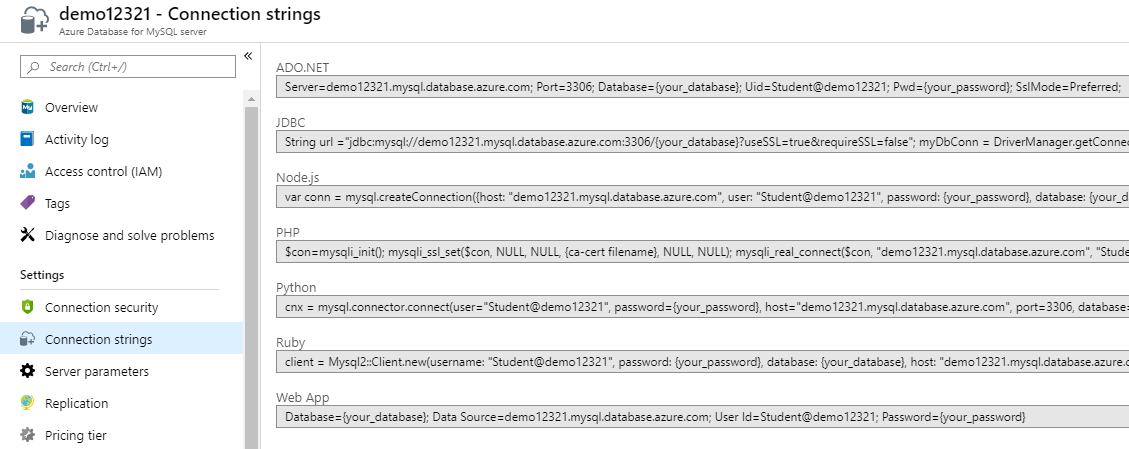 demo12321 - Connection strings
Azure Database for MySQL server
Search (Ctrl+/)
«
Overview
Activity log
Access control (IAM)
Tags
Diagnose and solve problems
Settings
Connection security
Connection strings
Server parameters
Replication
Pricing tier
ADO.NET
Server=demo12321.mysql.database.azure.com; Port=3306; Database={your_database}; Uid=Student@demo12321; Pwd={your_password}; SslMode=Preferred;
JDBC
String url ="jdbc:mysql://demo12321.mysql.database.azure.com:3306/{your_database}?useSSL=true&requireSSL=false"; myDbConn = DriverManager.getConnec
Node.js
var conn = mysql.createConnection({host: "demo12321.mysql.database.azure.com", user: "Student@demo12321", password: {your_password}, database: {your_d
PHP
$con=mysqli_init(); mysqli_ssl_set($con, NULL, NULL, {ca-cert filename}, NULL, NULL); mysqli_real_connect($con, "demo12321.mysql.database.azure.com", "Stude
Python
cnx = mysql.connector.connect(user="Student@demo12321", password={your_password}, host="demo12321.mysql.database.azure.com", port=3306, database=
Ruby
client = Mysql2::Client.new(username: "Student@demo12321", password: {your_password}, database: {your_database}, host: "demo12321.mysql.database.azure.c
Web App
Database={your_database}; Data Source=demo12321.mysql.database.azure.com; User Id=Student@demo12321; Password={your_password}